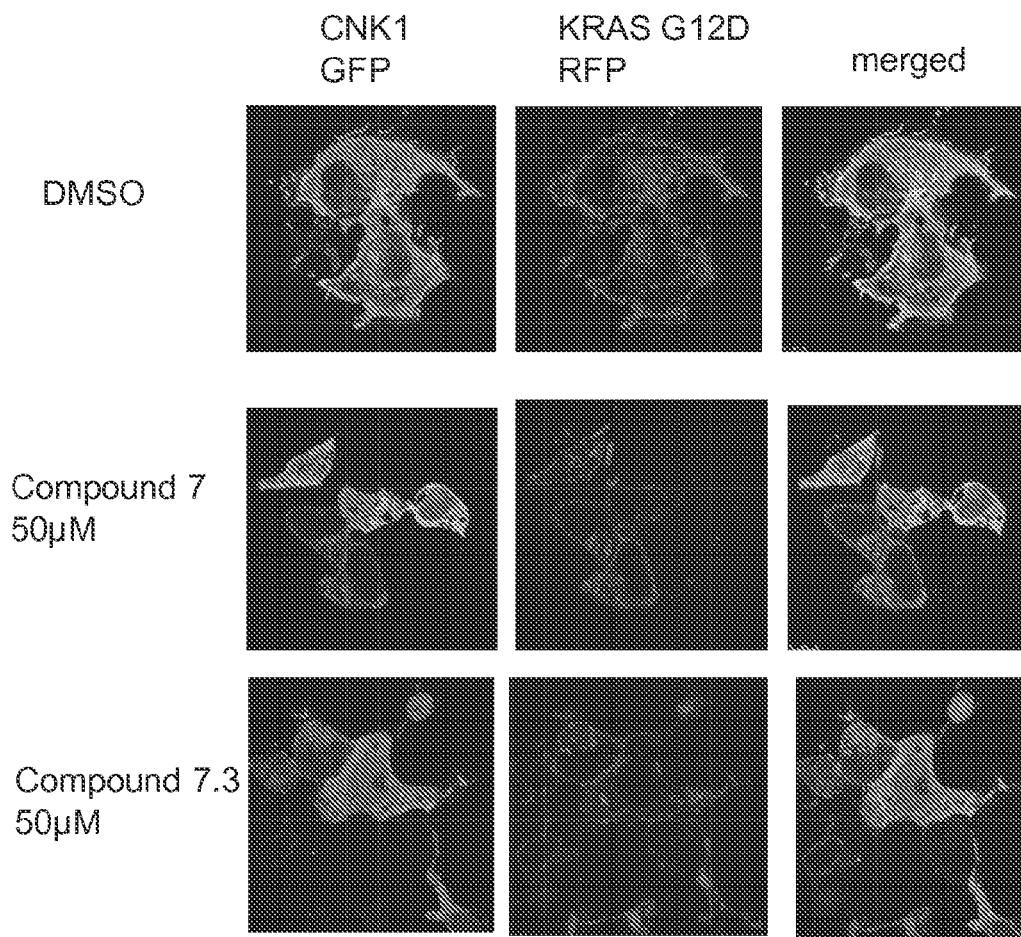 CNK1
GFP
KRAS G12D
RFP
merged
DMSO
Compound 7
50µM
Compound 7.3
50µM